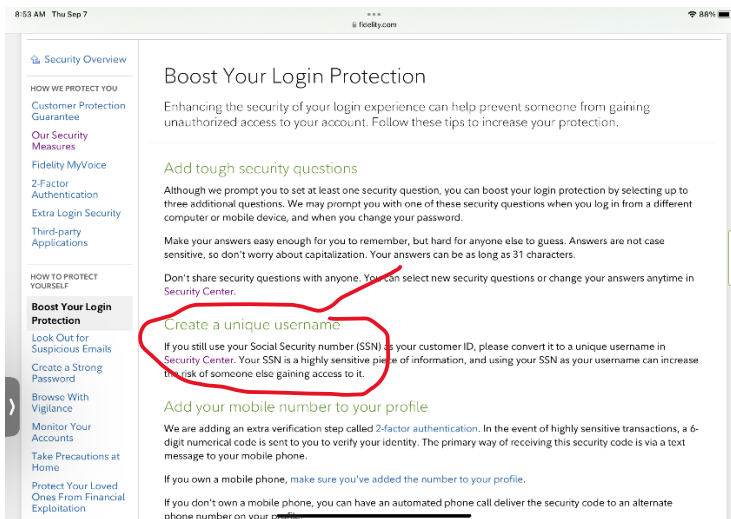 8:53 AM Thu Sep 7
88%
fidelity.com
Security Overview
HOW WE PROTECT YOU
Customer Protection
Guarantee
Our Security
Measures
Fidelity MyVoice
2-Factor
Authentication
Extra Login Security
Third-party
Applications
HOW TO PROTECT
YOURSELF
Boost Your Login
Protection
Look Out for
Suspicious Emails
Create a Strong
Password
Browse With
Vigilance
Monitor Your
Accounts
Take Precautions at
Home
Protect Your Loved
Ones From Financial
Exploitation
Boost Your Login Protection
Enhancing the security of your login experience can help prevent someone from gaining
unauthorized access to your account. Follow these tips to increase your protection.
Add tough security questions
Although we prompt you to set at least one security question, you can boost your login protection by selecting up to
three additional questions. We may prompt you with one of these security questions when you log in from a different
computer or mobile device, and when you change your password.
Make your answers easy enough for you to remember, but hard for anyone else to guess. Answers are not case
sensitive, so don't worry about capitalization. Your answers can be as long as 31 characters.
Don't share security questions with anyone. You can select new security questions or change your answers anytime in
Security Center.
Create a unique username
If you still use your Social Security number (SSN) as your customer ID, please convert it to a unique username in
Security Center. Your SSN is a highly sensitive piece of information, and using your SSN as your username can increase
the risk of someone else gaining access to it.
Add your mobile number to your profile
We are adding an extra verification step called 2-factor authentication. In the event of highly sensitive transactions, a 6-
digit numerical code is sent to you to verify your identity. The primary way of receiving this security code is via a text
message to your mobile phone.
If you own a mobile phone, make sure you've added the number to your profile.
If you don't own a mobile phone, you can have an automated phone call deliver the security code to an alternate
phone number on your profile.